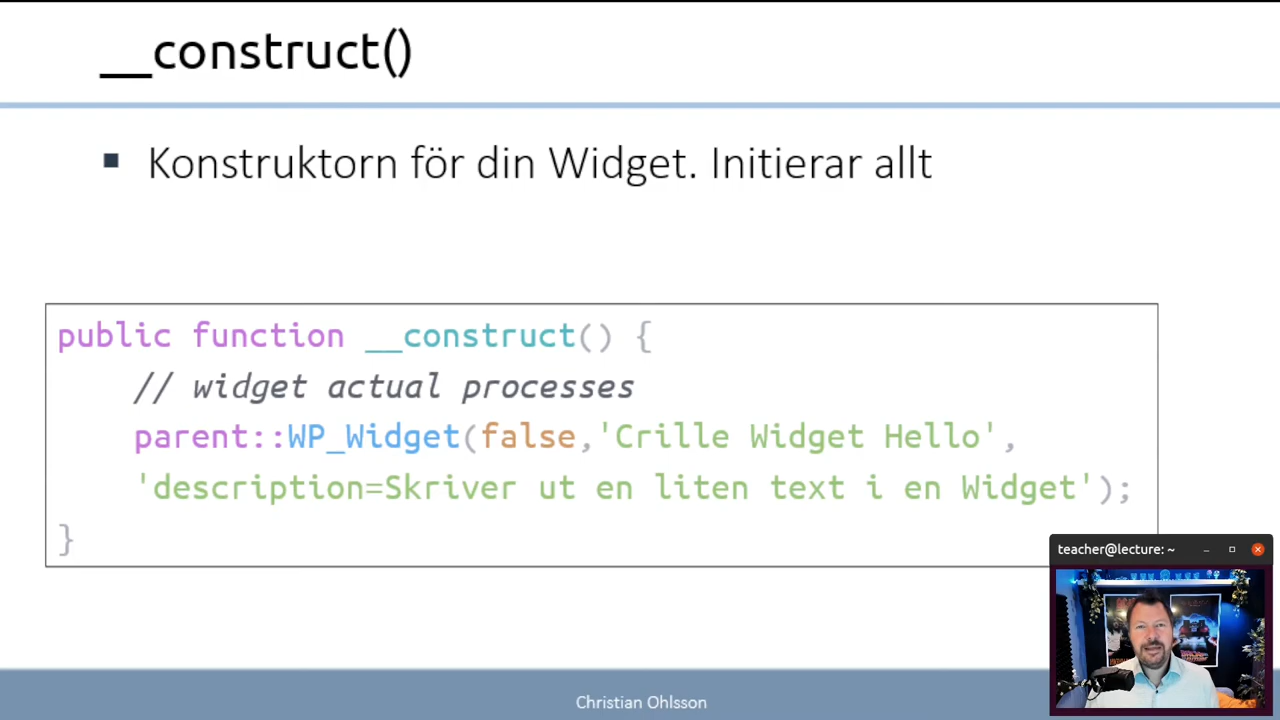 __construct()
▪ Konstruktorn för din Widget. Initierar allt
public function __construct() {
// widget actual processes
parent::WP_Widget(false,'Crille Widget Hello',
'description=Skriver ut en liten text i en Widget');
}
teacher@lecture: ~
Christian Ohlsson